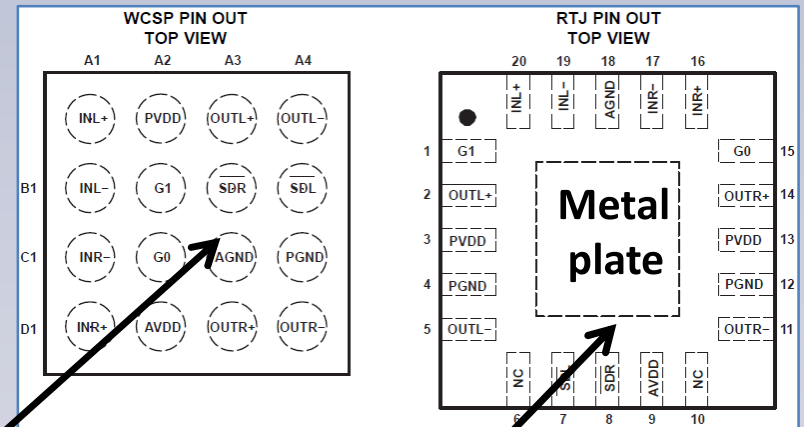 WCSP PIN OUT
TOP VIEW
A1 A2 A3 A4
INL+ PVDD OUTL+ OUTL–
B1 INL– G1 SDR SDL
C1 INR– G0 AGND PGND
D1 INR+ AVDD OUTR+ OUTR–
RTJ PIN OUT
TOP VIEW
20 19 18 17 16
INL+ INL– AGND INR– INR+
1 G1 G0 15
2 OUTL+ OUTR+ 14
3 PVDD PVDD 13
4 PGND PGND 12
5 OUTL– OUTR– 11
Metal
plate
NC SDL SDR AVDD NC
6 7 8 9 10